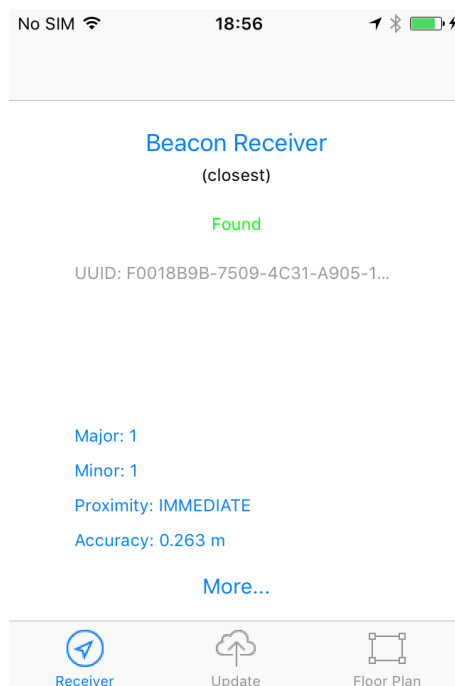 No SIM 18:56
Beacon Receiver
(closest)
Found
UUID: F0018B9B-7509-4C31-A905-1...
Major: 1
Minor: 1
Proximity: IMMEDIATE
Accuracy: 0.263 m
More...
Receiver Update Floor Plan